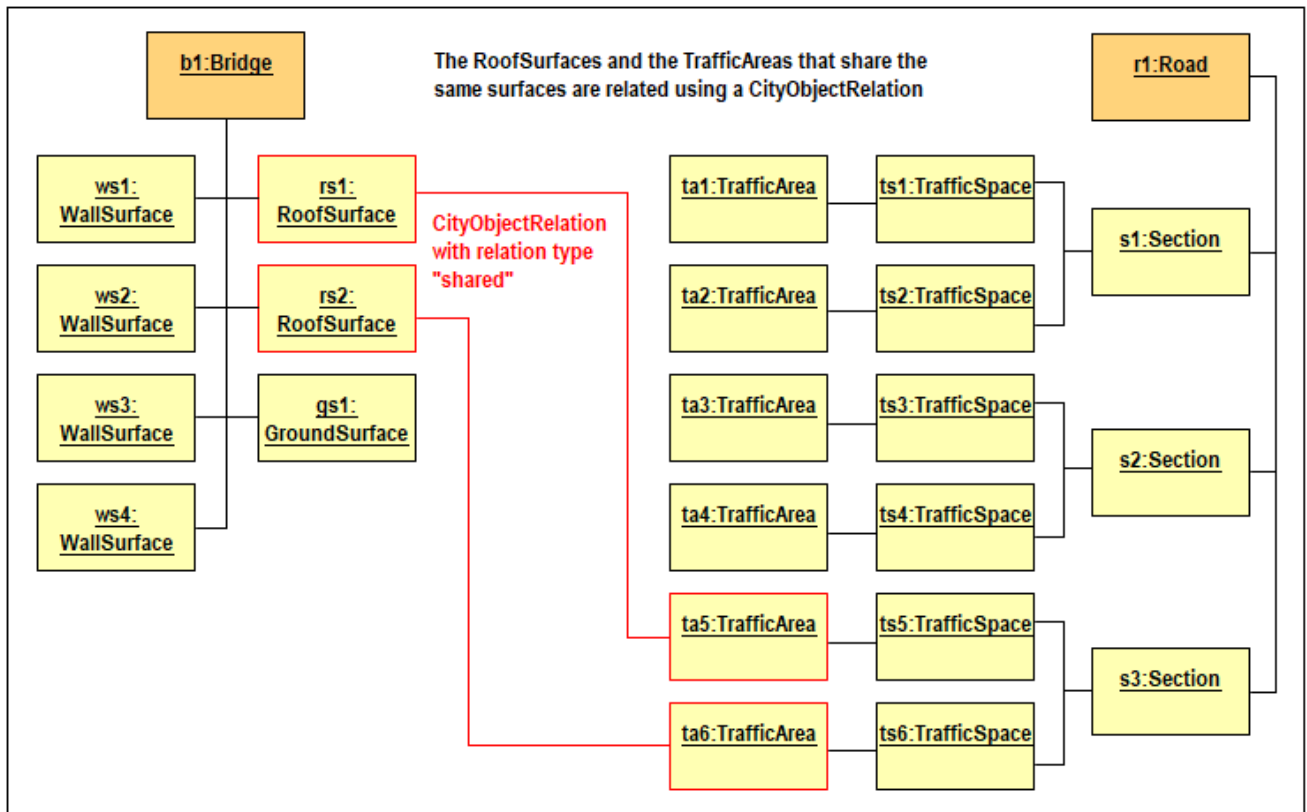 b1:Bridge
The RoofSurfaces and the TrafficAreas that share the
same surfaces are related using a CityObjectRelation
r1:Road
ws1:
WallSurface
rs1:
RoofSurface
CityObjectRelation
with relation type
"shared"
ta1:TrafficArea
ts1:TrafficSpace
s1:Section
ws2:
WallSurface
rs2:
RoofSurface
ta2:TrafficArea
ts2:TrafficSpace
ws3:
WallSurface
gs1:
GroundSurface
ta3:TrafficArea
ts3:TrafficSpace
s2:Section
ws4:
WallSurface
ta4:TrafficArea
ts4:TrafficSpace
ta5:TrafficArea
ts5:TrafficSpace
s3:Section
ta6:TrafficArea
ts6:TrafficSpace